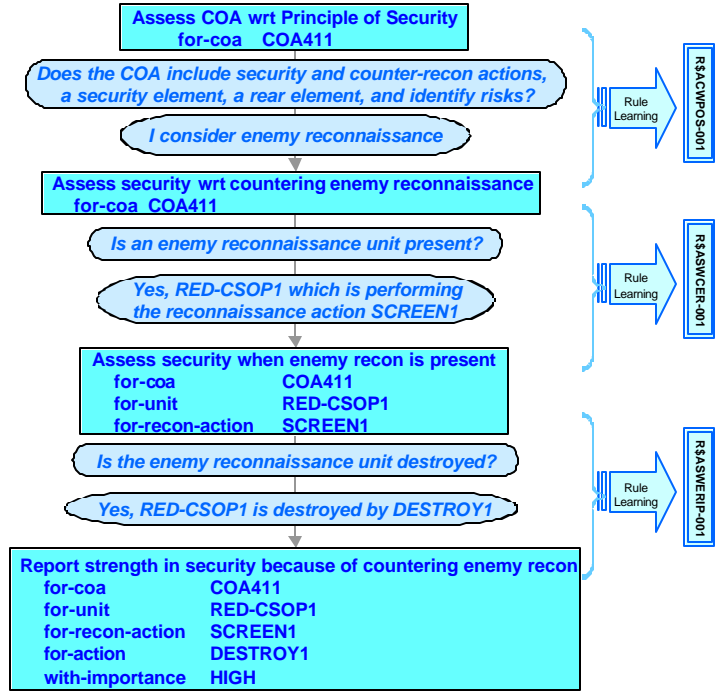 Assess COA wrt Principle of Security
for-coa COA411
Does the COA include security and counter-recon actions,
a security element, a rear element, and identify risks?
I consider enemy reconnaissance
Rule
Learning
R$ACWPOS-001
Assess security wrt countering enemy reconnaissance
for-coa COA411
Is an enemy reconnaissance unit present?
Yes, RED-CSOP1 which is performing
the reconnaissance action SCREEN1
Rule
Learning
R$ASWCER-001
Assess security when enemy recon is present
for-coa COA411
for-unit RED-CSOP1
for-recon-action SCREEN1
Is the enemy reconnaissance unit destroyed?
Yes, RED-CSOP1 is destroyed by DESTROY1
Rule
Learning
R$ASWERIP-001
Report strength in security because of countering enemy recon
for-coa COA411
for-unit RED-CSOP1
for-recon-action SCREEN1
for-action DESTROY1
with-importance HIGH